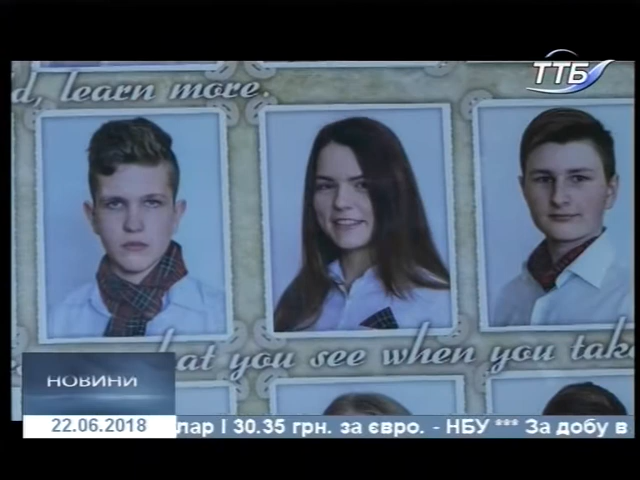 ТТБ
d, learn more.
at you see when you take
НОВИНИ
22.06.2018
лар I 30.35 грн. за євро. - НБУ *** За добу в